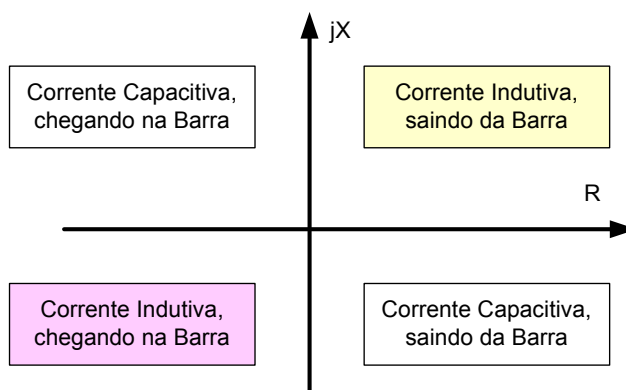 jX
Corrente Capacitiva,
chegando na Barra
Corrente Indutiva,
saindo da Barra
R
Corrente Indutiva,
chegando na Barra
Corrente Capacitiva,
saindo da Barra